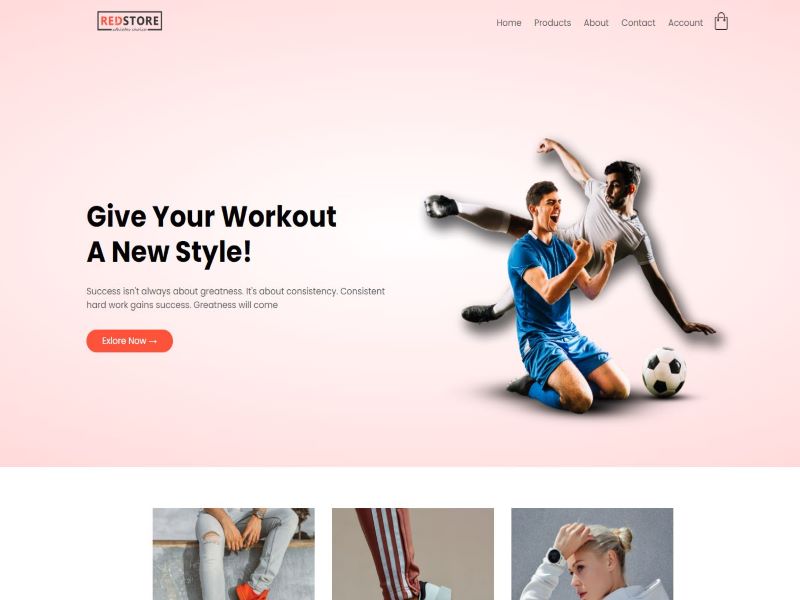 REDSTORE
Home Products About Contact Account
Give Your Workout
A New Style!
Success isn't always about greatness. It's about consistency. Consistent
hard work gains success. Greatness will come
Exlore Now →